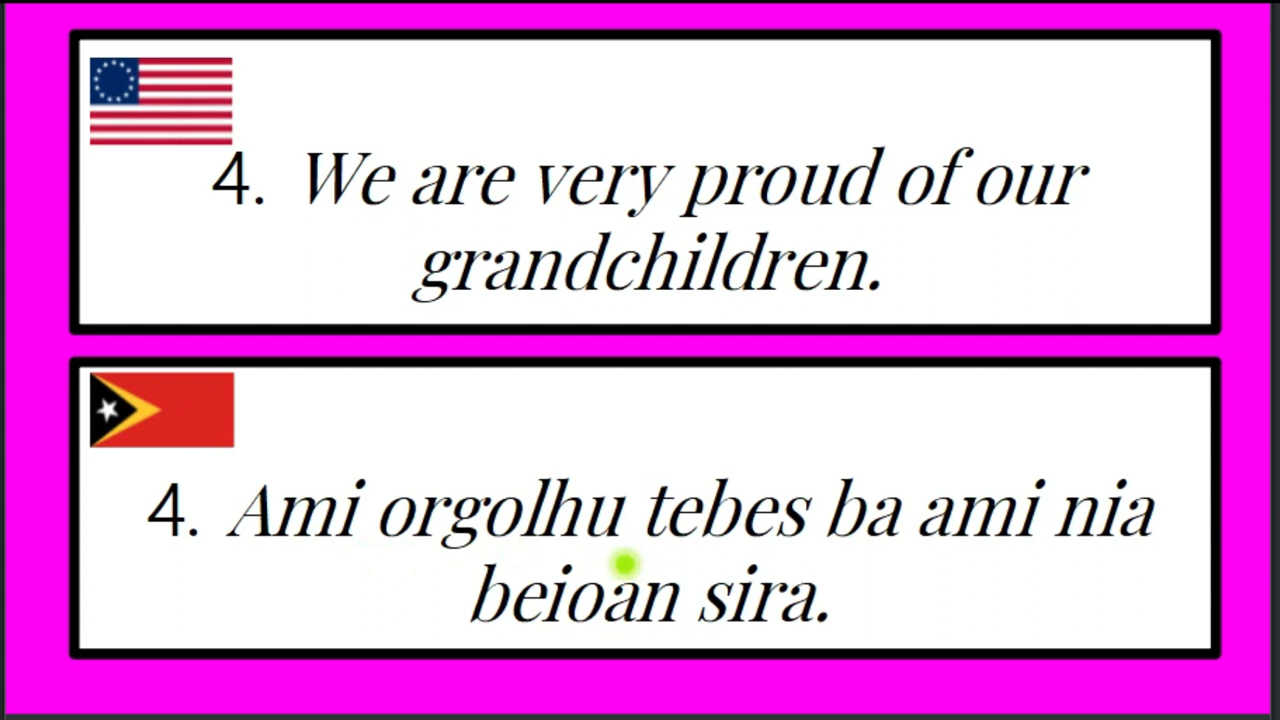 4. We are very proud of our
grandchildren.
4. Ami orgolhu tebes ba ami nia
beioan sira.